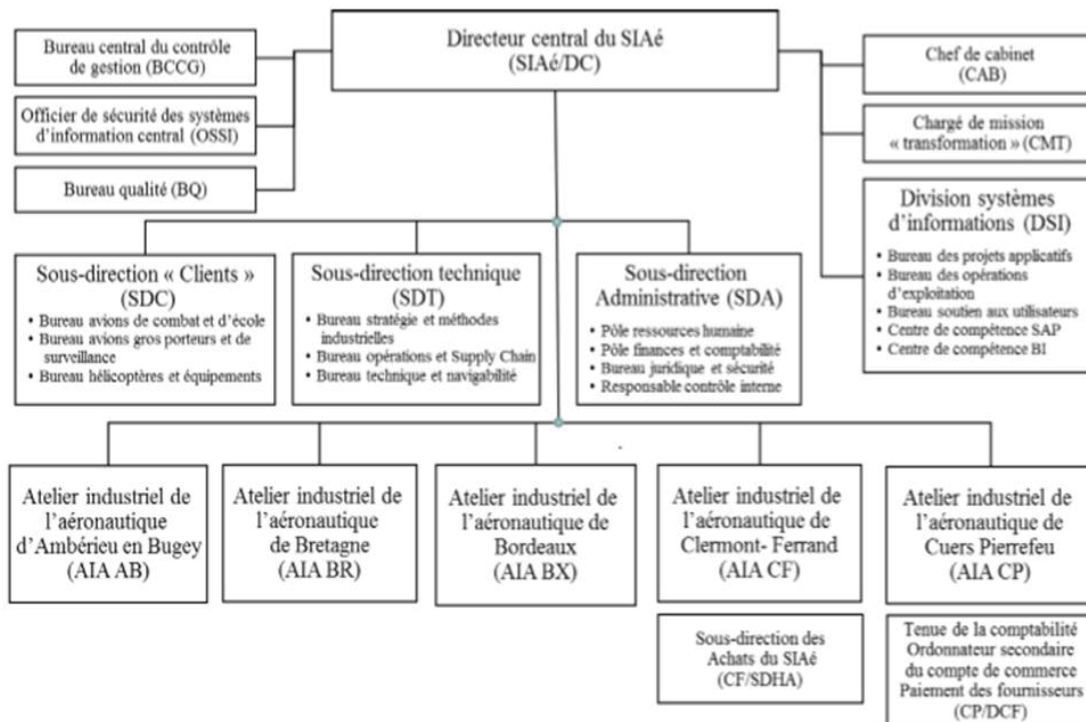 Directeur central du SIAé
(SIAé/DC)
Bureau central du contrôle
de gestion (BCCG)
Officier de sécurité des systèmes
d'information central (OSSI)
Bureau qualité (BQ)
Chef de cabinet
(CAB)
Chargé de mission
« transformation » (CMT)
Division systèmes
d'informations (DSI)
• Bureau des projets applicatifs
• Bureau des opérations
d'exploitation
• Bureau soutien aux utilisateurs
• Centre de compétence SAP
• Centre de compétence BI
Sous-direction « Clients »
(SDC)
• Bureau avions de combat et d'école
• Bureau avions gros porteurs et de
surveillance
• Bureau hélicoptères et équipements
Sous-direction technique
(SDT)
• Bureau stratégie et méthodes
industrielles
• Bureau opérations et Supply Chain
• Bureau technique et navigabilité
Sous-direction
Administrative (SDA)
• Pôle ressources humaine
• Pôle finances et comptabilité
• Bureau juridique et sécurité
• Responsable contrôle interne
Atelier industriel de
l'aéronautique
d'Ambérieu en Bugey
(AIA AB)
Atelier industriel de
l'aéronautique
de Bretagne
(AIA BR)
Atelier industriel de
l'aéronautique de
Bordeaux
(AIA BX)
Atelier industriel de
l'aéronautique de
Clermont- Ferrand
(AIA CF)
Atelier industriel de
l'aéronautique de
Cuers Pierrefeu
(AIA CP)
Sous-direction des
Achats du SIAé
(CF/SDHA)
Tenue de la comptabilité
Ordonnateur secondaire
du compte de commerce
Paiement des fournisseurs
(CP/DCF)